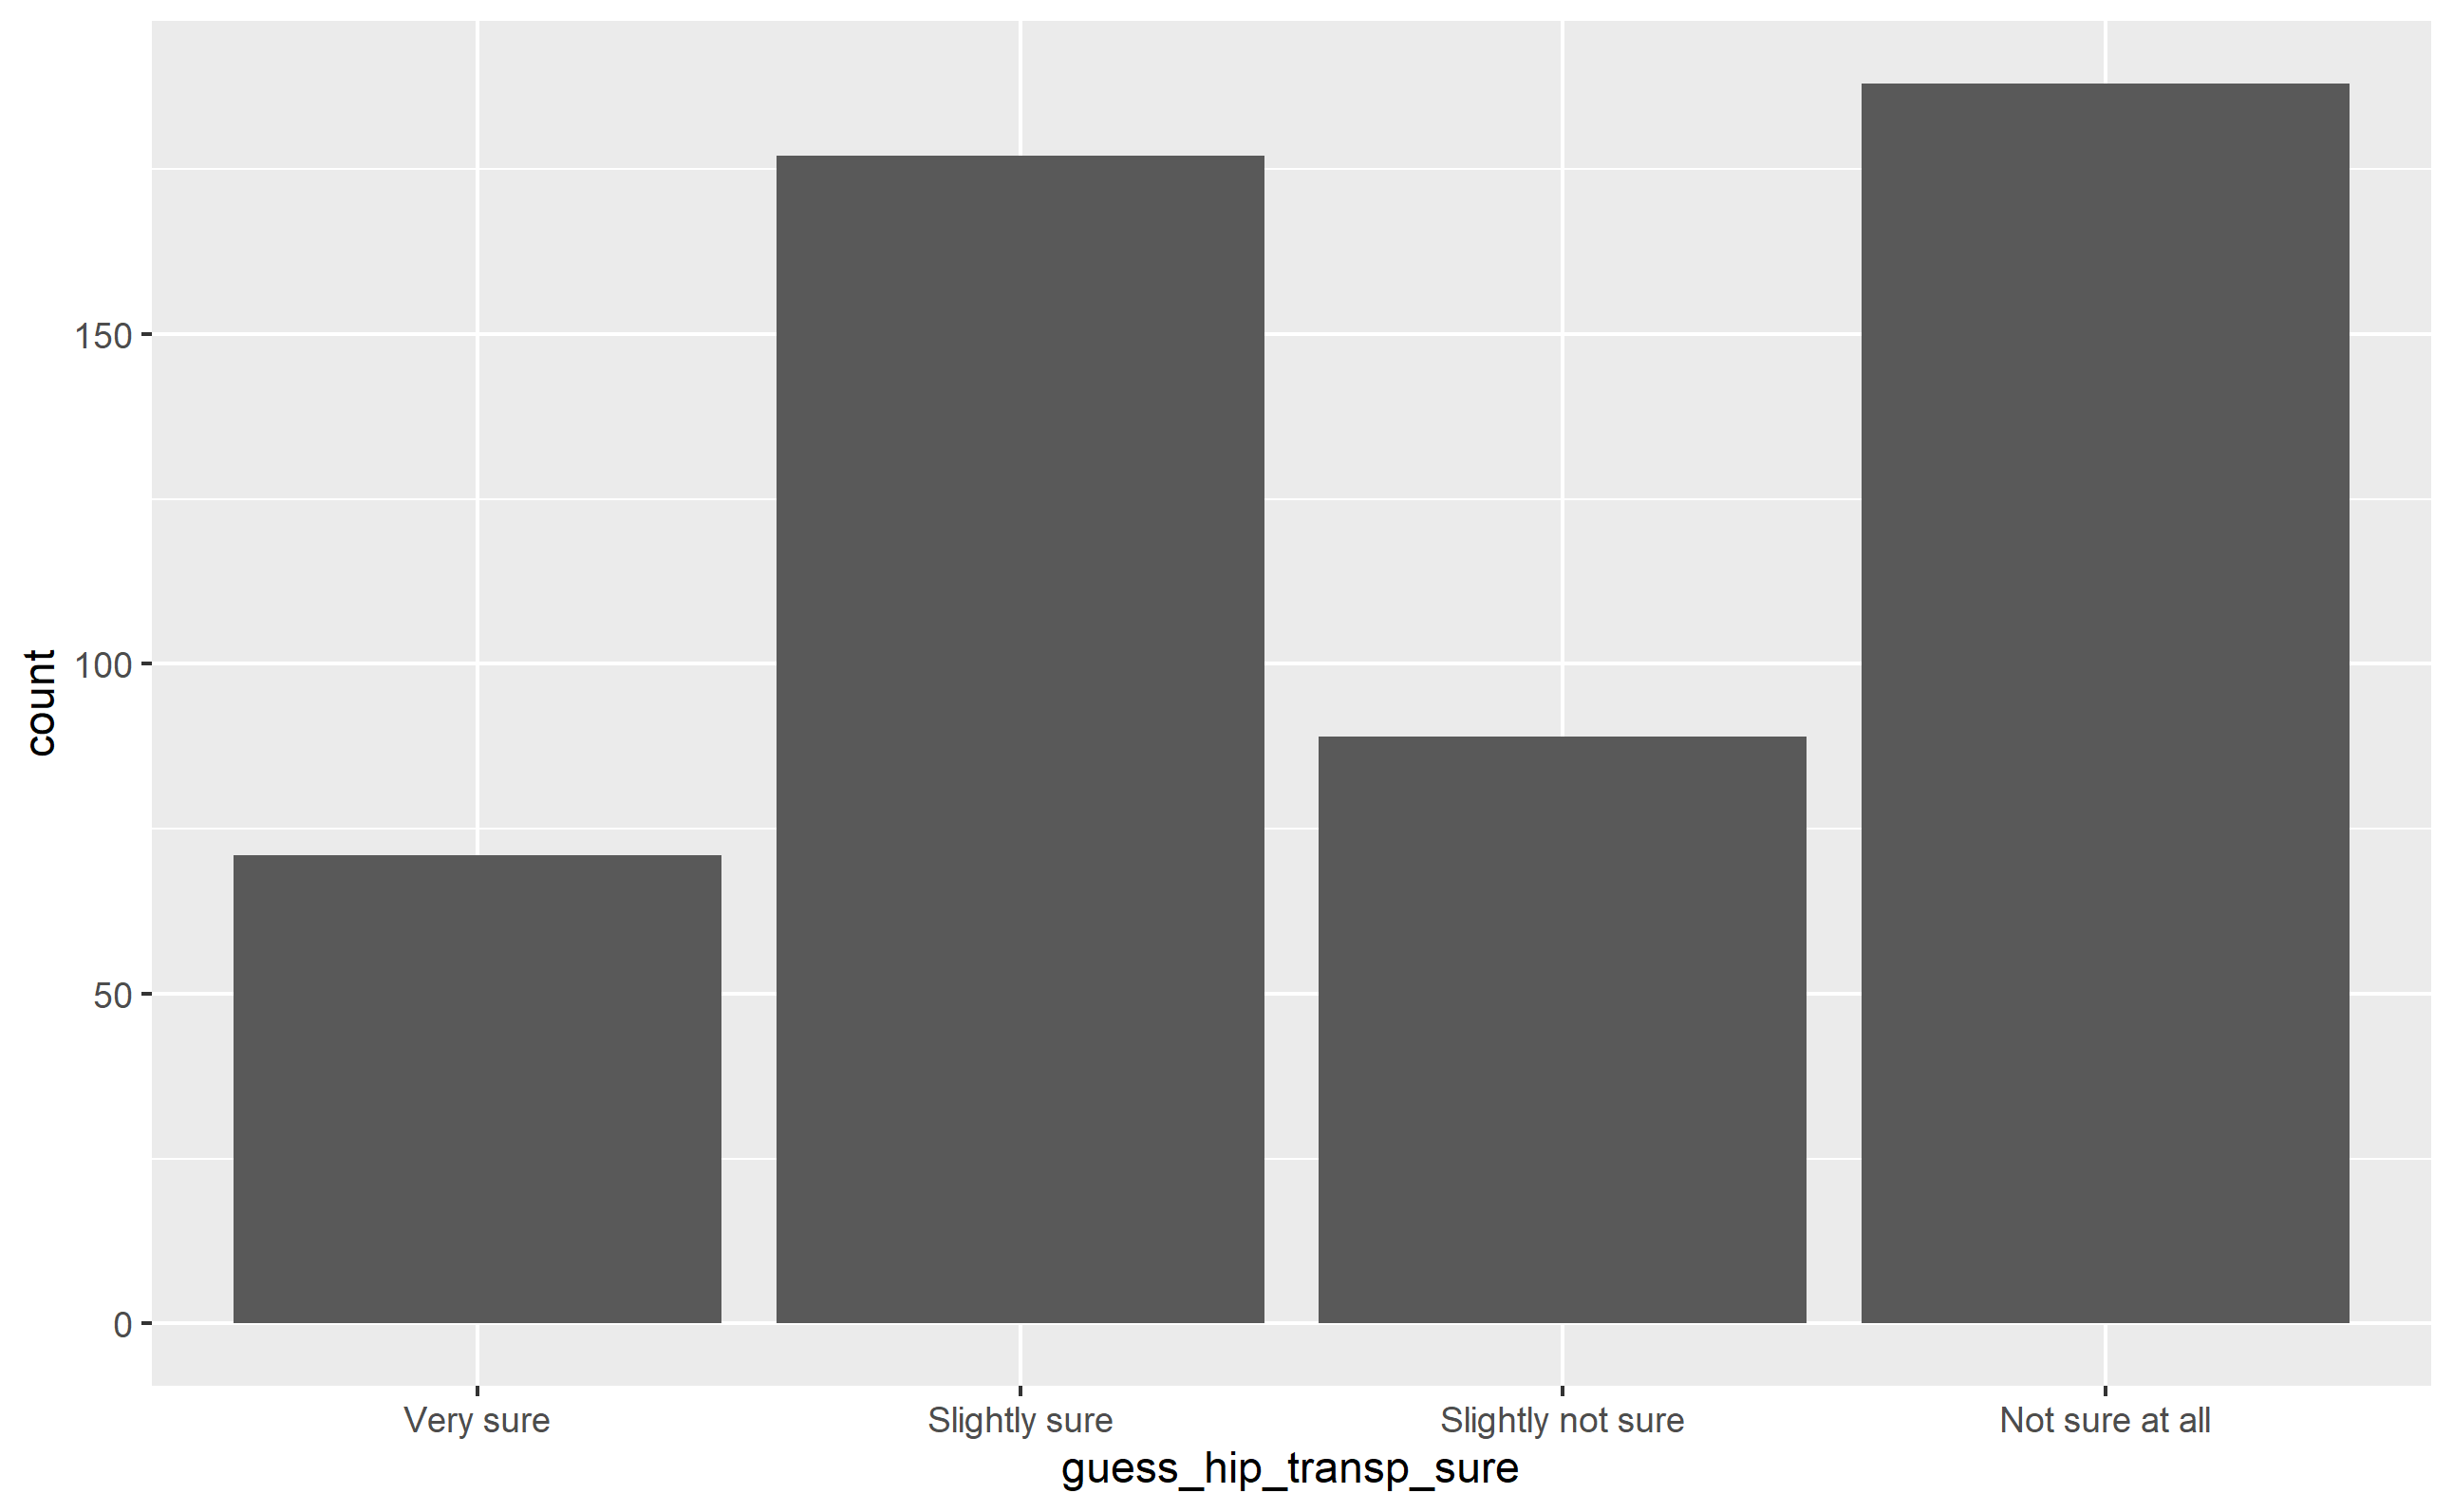 count
150
100
50
0
Very sure
Slightly sure
Slightly not sure
Not sure at all
guess_hip_transp_sure